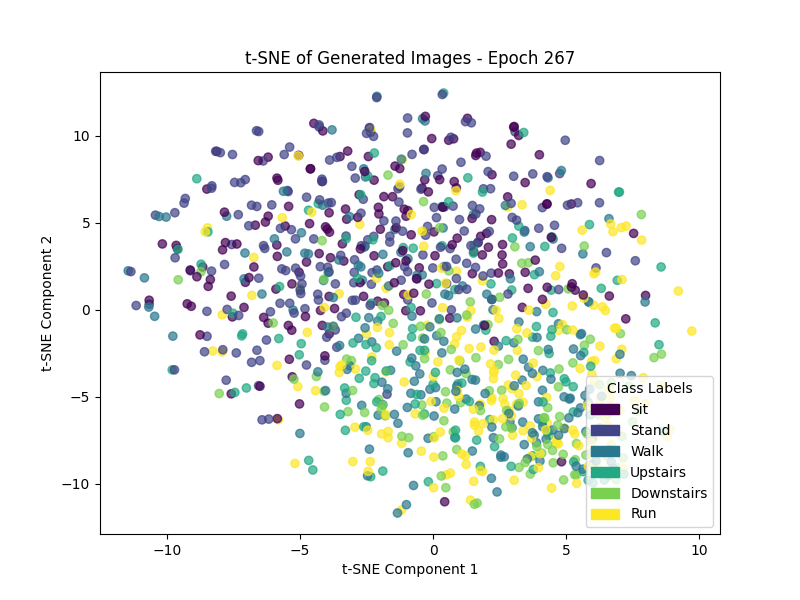 t-SNE of Generated Images - Epoch 267
t-SNE Component 2
10
5
0
−5
−10
Class Labels
Sit
Stand
Walk
Upstairs
Downstairs
Run
−10
−5
0
5
10
t-SNE Component 1